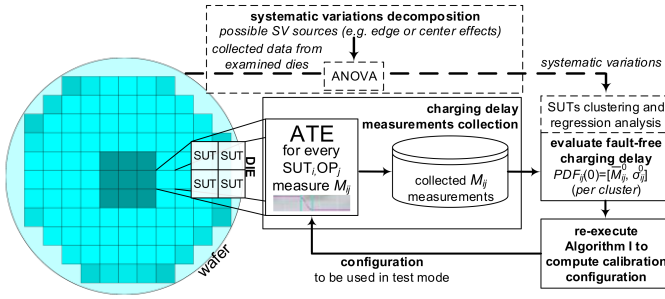 systematic variations decomposition
possible SV sources (e.g. edge or center effects)
collected data from
examined dies
ANOVA
systematic variations
SUTs clustering and
regression analysis
charging delay
measurements collection
ATE
for every
SUTi,OPj
measure Mij
collected Mij
measurements
SUT SUT
SUT SUT
DIE
wafer
evaluate fault-free
charging delay
PDFij(0)=[M̅ij⁰, σij⁰]
(per cluster)
re-execute
Algorithm I to
compute calibration
configuration
configuration
to be used in test mode